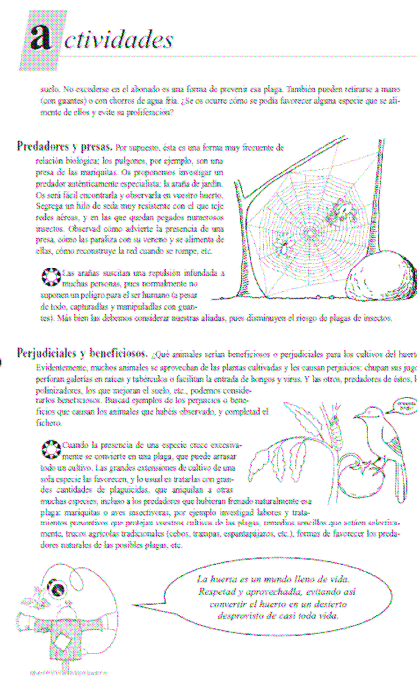 actividades
suelo. No excederse en el abonado es una forma de prevenir esa plaga. También pueden retirarse a mano
(con guantes) o con chorros de agua fría. ¿Se os ocurre cómo se podía favorecer alguna especie que se ali-
mente de ellos y evite su proliferación?
Predadores y presas. Por supuesto, ésta es una forma muy frecuente de
relación biológica; los pulgones, por ejemplo, son una
presa de las mariquitas. Os proponemos investigar un
predador auténticamente especialista: la araña de jardín.
Os será fácil encontrarla y observarla en vuestro huerto.
Segrega un hilo de seda muy resistente con el que teje
redes aéreas, y en las que quedan pegados numerosos
insectos. Observad cómo advierte la presencia de una
presa, cómo las paraliza con su veneno y se alimenta de
ellas, cómo reconstruye la red cuando se rompe, etc.
Las arañas suscitan una repulsión infundada a
muchas personas, pues normalmente no
suponen un peligro para el ser humano (a pesar
de todo, capturadlas y manipuladlas con guan-
tes). Más bien las debemos considerar nuestras aliadas, pues disminuyen el riesgo de plagas de insectos.
Perjudiciales y beneficiosos. ¿Qué animales serían beneficiosos o perjudiciales para los cultivos del huerto
Evidentemente, muchos animales se aprovechan de las plantas cultivadas y les causan perjuicios: chupan sus jugo
perforan galerías en raíces y tubérculos o facilitan la entrada de hongos y virus. Y las otros, predadores de éstos, l
polinizadores, los que mejoran el suelo, etc., podemos conside-
rarlos beneficiosos. Buscad ejemplos de los perjuicios o bene-
ficios que causan los animales que habéis observado, y completad el
fichero.
Cuando la presencia de una especie crece excesiva-
mente se convierte en una plaga, que puede arrasar
todo un cultivo. Las grandes extensiones de cultivo de una
sola especie las favorecen, y lo usual es tratarlas con gran-
des cantidades de plaguicidas, que aniquilan a otras
muchas especies, incluso a los predadores que hubieran frenado naturalmente esa
plaga: mariquitas o aves insectívoras, por ejemplo. Investigad labores y trata-
mientos preventivos que protejan vuestros cultivos de las plagas, remedios sencillos que actúen selectiva-
mente, trucos agrícolas tradicionales (cebos, trampas, espantapájaros, etc.), formas de favorecer los preda-
dores naturales de las posibles plagas, etc.
La huerta es un mundo lleno de vida.
Respetad y aprovechadla, evitando así
convertir el huerto en un desierto
desprovisto de casi toda vida.